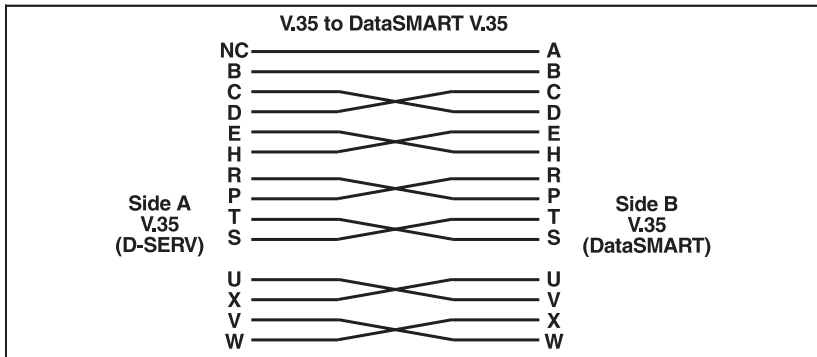 V.35 to DataSMART V.35
NC A
B B
C C
D D
E E
H H
R R
P P
T T
S S
Side A
V.35
(D-SERV)
Side B
V.35
(DataSMART)
U U
X V
V X
W W